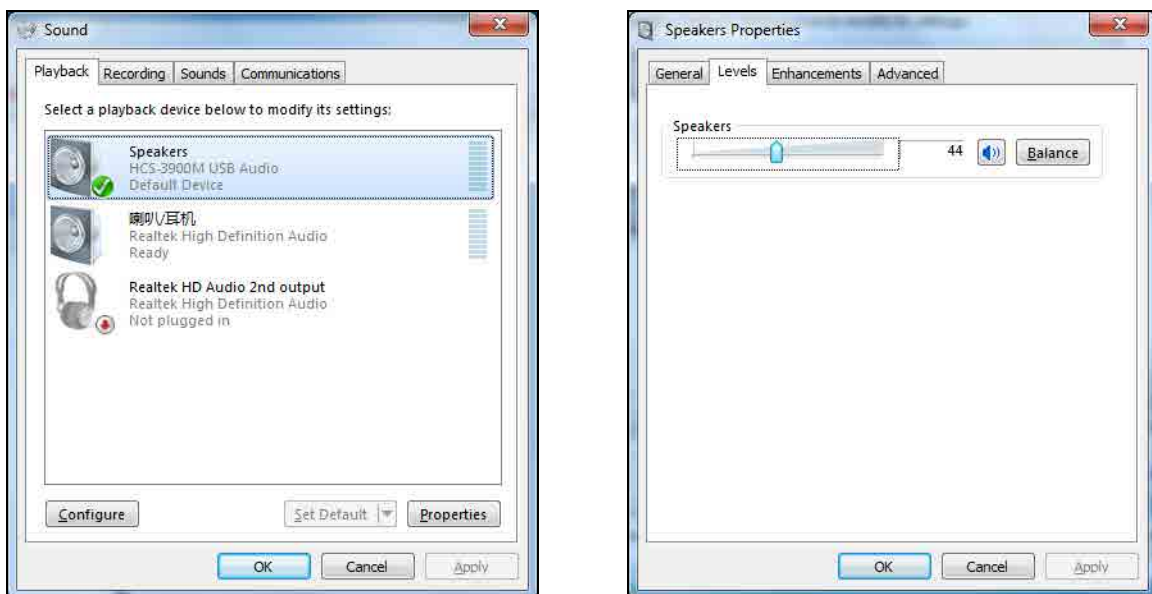 Sound
Playback Recording Sounds Communications
Select a playback device below to modify its settings:
Speakers
HCS-3900M USB Audio
Default Device
喇叭/耳机
Realtek High Definition Audio
Ready
Realtek HD Audio 2nd output
Realtek High Definition Audio
Not plugged in
Configure Set Default Properties
OK Cancel Apply
Speakers Properties
General Levels Enhancements Advanced
Speakers
44 Balance
OK Cancel Apply